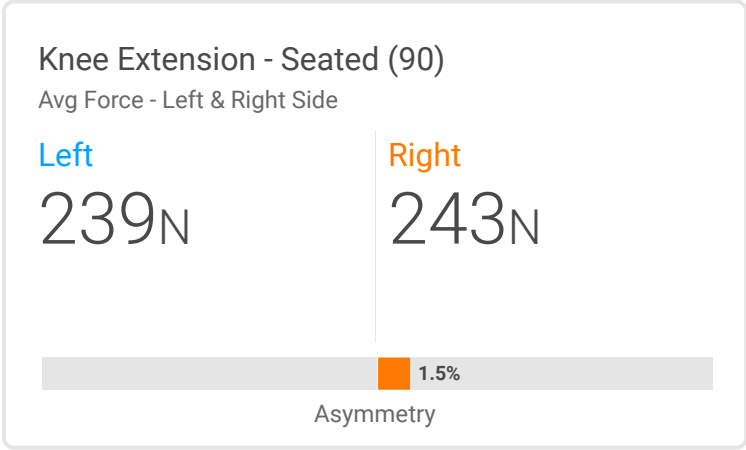 Knee Extension - Seated (90)
Avg Force - Left & Right Side
Left
239N
Right
243N
1.5%
Asymmetry